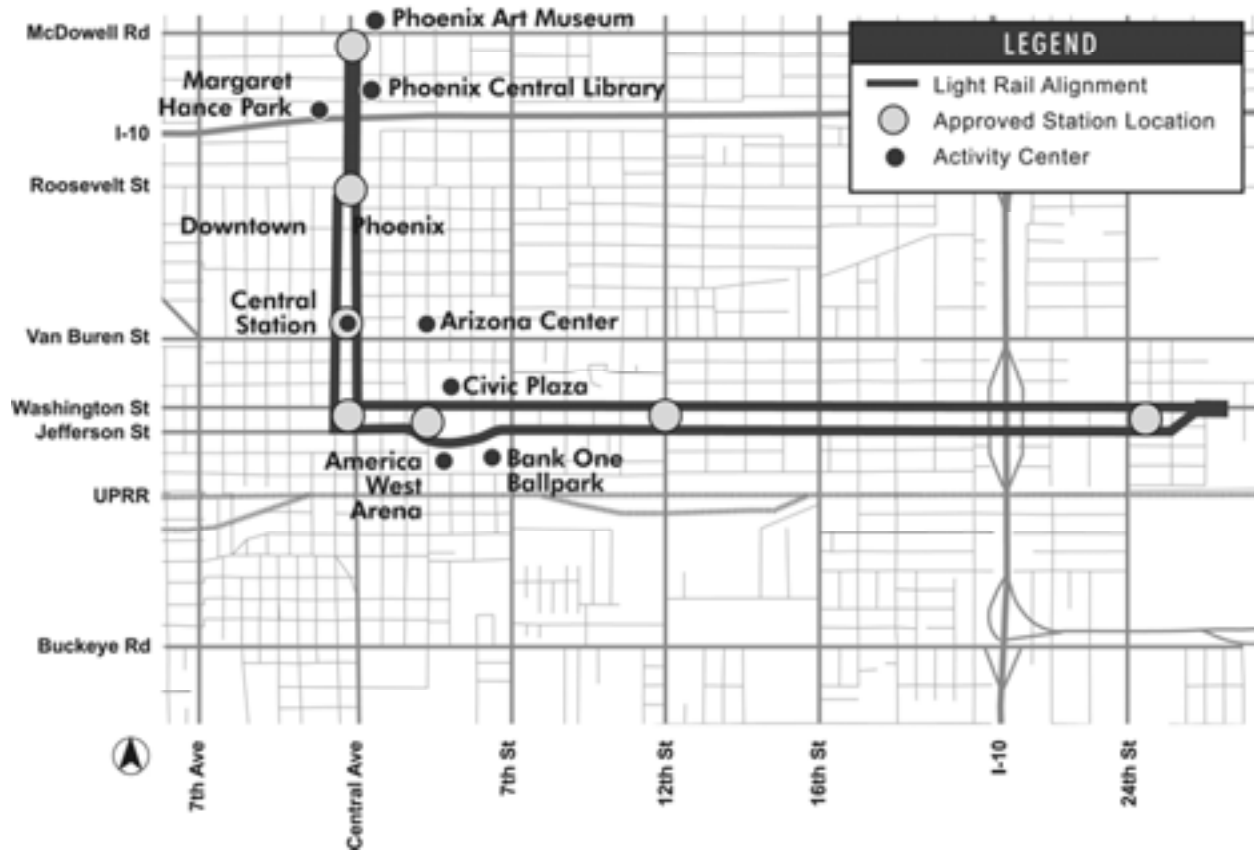 Phoenix Art Museum
McDowell Rd
LEGEND
Light Rail Alignment
Approved Station Location
Activity Center
Margaret
Hance Park
Phoenix Central Library
I-10
Roosevelt St
Downtown Phoenix
Central
Station
Arizona Center
Van Buren St
Civic Plaza
Washington St
Jefferson St
America
West
Arena
Bank One
Ballpark
UPRR
Buckeye Rd
7th Ave
Central Ave
7th St
12th St
16th St
I-10
24th St